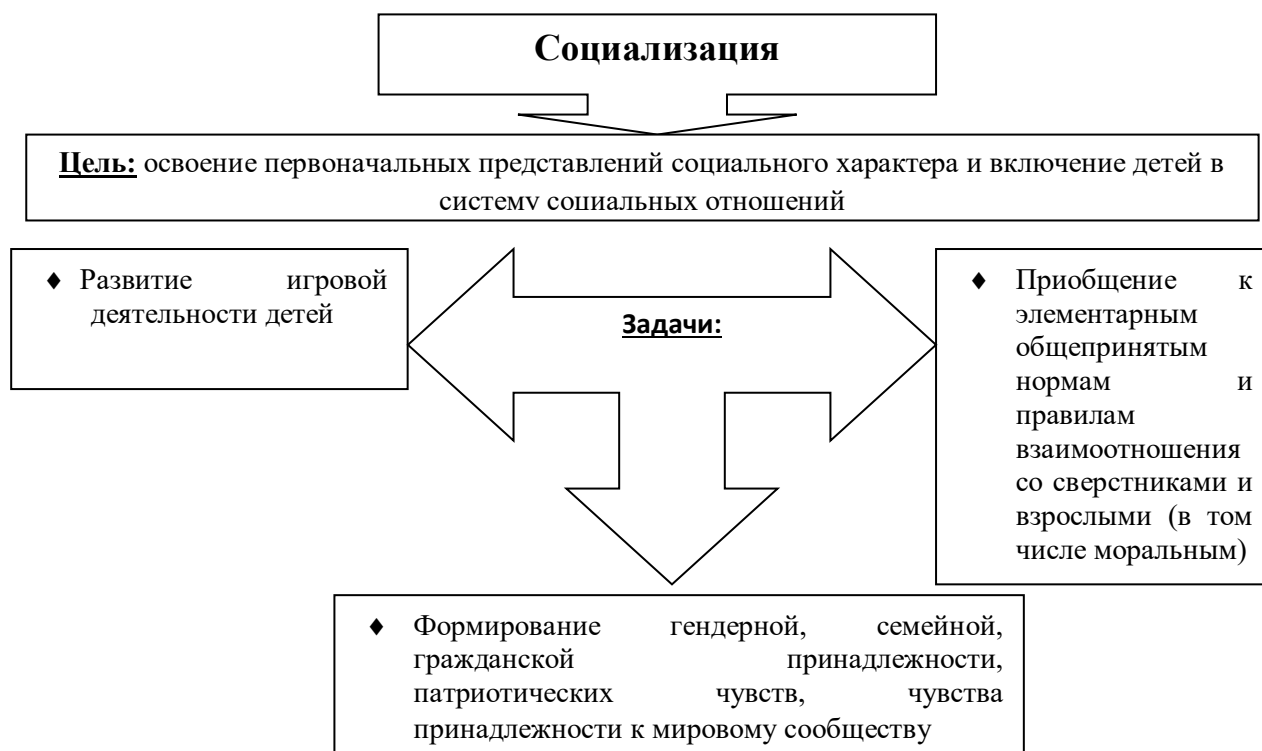 Социализация
Цель: освоение первоначальных представлений социального характера и включение детей в
систему социальных отношений
♦ Развитие игровой
деятельности детей
Задачи:
♦ Приобщение к
элементарным
общепринятым
нормам и
правилам
взаимоотношения
со сверстниками и
взрослыми (в том
числе моральным)
♦ Формирование гендерной, семейной,
гражданской принадлежности,
патриотических чувств, чувства
принадлежности к мировому сообществу